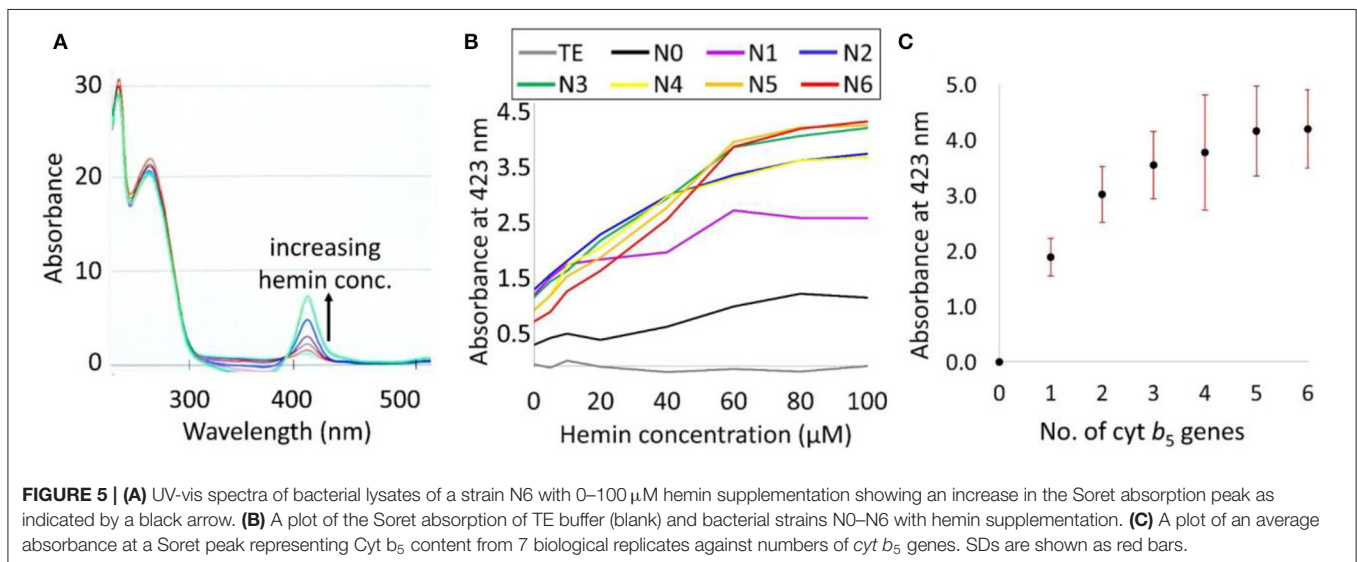 A
30
20
10
0
Absorbance
increasing
hemin conc.
300 400 500
Wavelength (nm)
B
TE N0 N1 N2
N3 N4 N5 N6
4.5
3.5
2.5
1.5
0.5
Absorbance at 423 nm
0 20 40 60 80 100
Hemin concentration (μM)
C
5.0
4.0
3.0
2.0
1.0
0.0
Absorbance at 423 nm
0 1 2 3 4 5 6
No. of cyt b₅ genes
FIGURE 5 | (A) UV-vis spectra of bacterial lysates of a strain N6 with 0–100 μM hemin supplementation showing an increase in the Soret absorption peak as
indicated by a black arrow. (B) A plot of the Soret absorption of TE buffer (blank) and bacterial strains N0–N6 with hemin supplementation. (C) A plot of an average
absorbance at a Soret peak representing Cyt b₅ content from 7 biological replicates against numbers of cyt b₅ genes. SDs are shown as red bars.